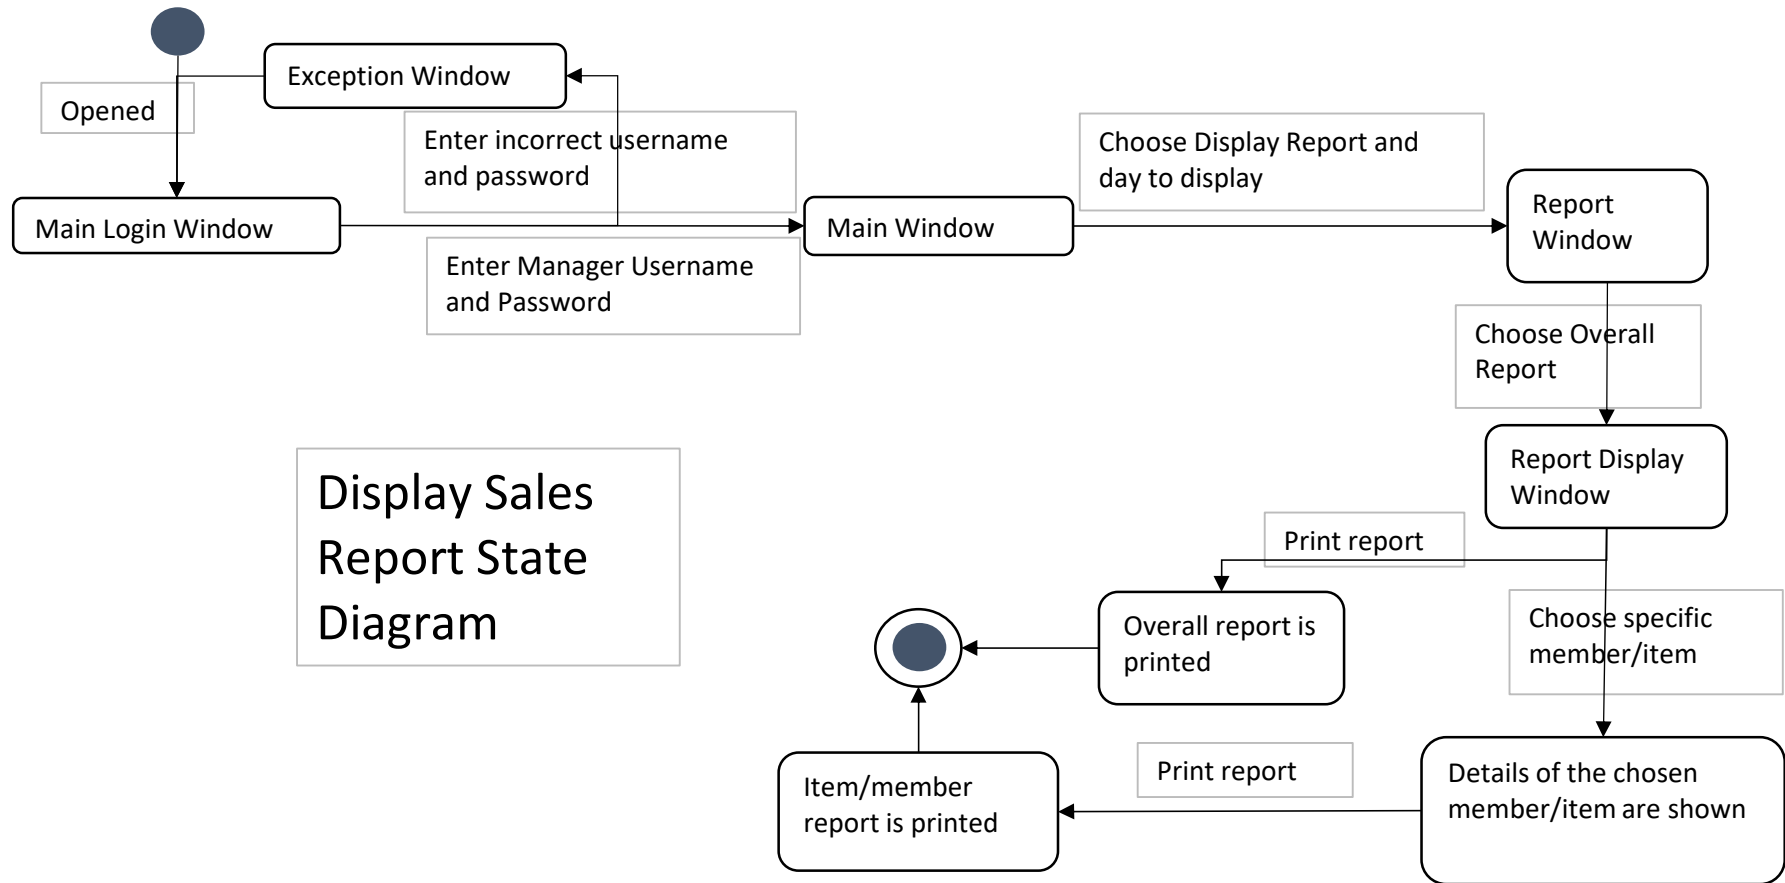 Opened
Exception Window
Enter incorrect username
and password
Main Login Window
Enter Manager Username
and Password
Main Window
Choose Display Report and
day to display
Report
Window
Choose Overall
Report
Report Display
Window
Display Sales
Report State
Diagram
Print report
Overall report is
printed
Choose specific
member/item
Details of the chosen
member/item are shown
Print report
Item/member
report is printed